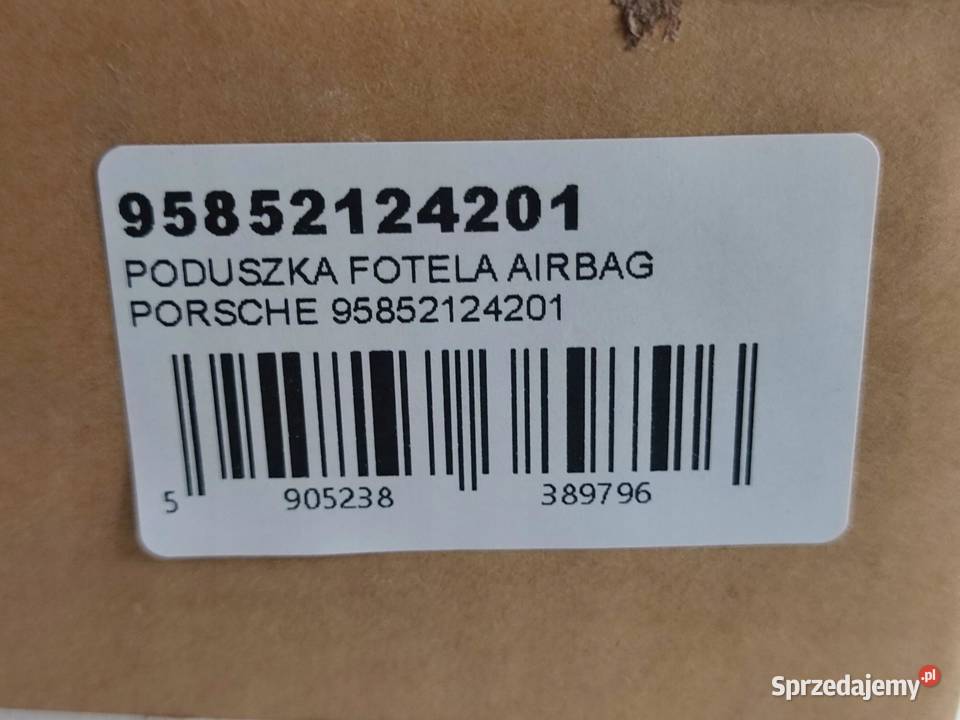 95852124201
PODUSZKA FOTELA AIRBAG
PORSCHE 95852124201
5 905238 389796
Sprzedajemy.pl